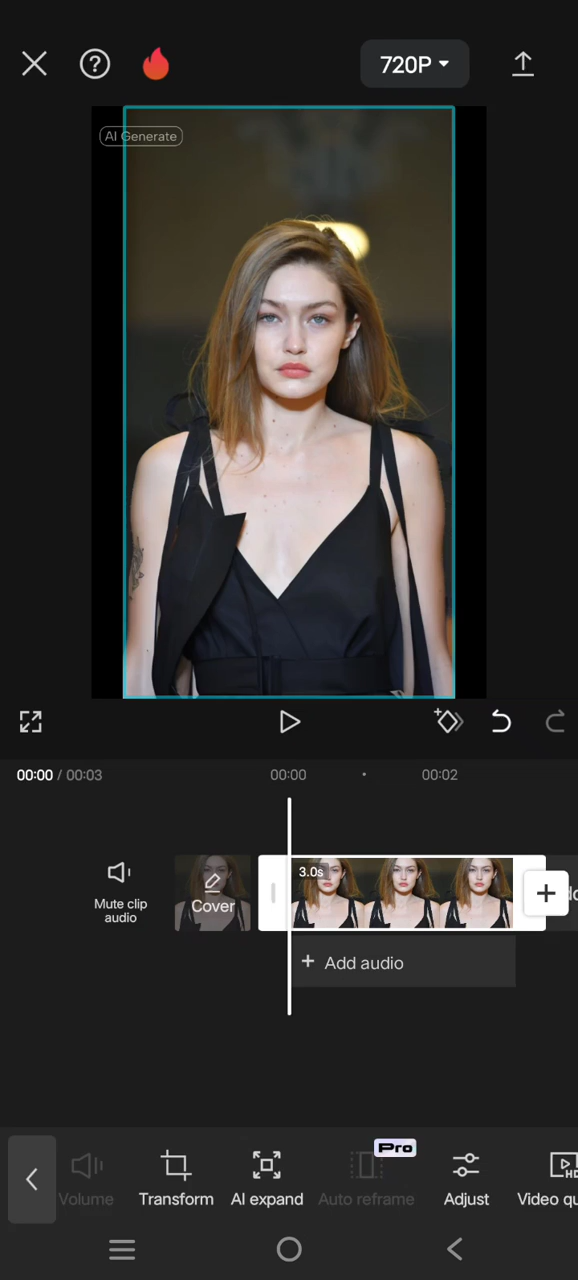 720P
AI Generate
00:00 / 00:03
00:00
00:02
3.0s
Mute clip
audio
Cover
+ Add audio
Pro
Volume
Transform
AI expand
Auto reframe
Adjust
Video qu